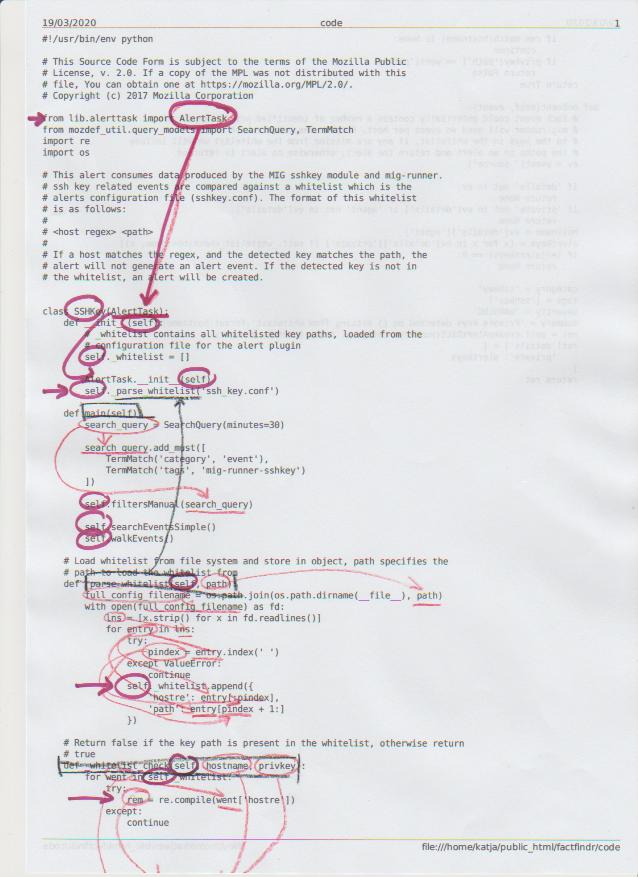 19/03/2020 code 1
#!/usr/bin/env python
# This Source Code Form is subject to the terms of the Mozilla Public
# License, v. 2.0. If a copy of the MPL was not distributed with this
# file, You can obtain one at https://mozilla.org/MPL/2.0/.
# Copyright (c) 2017 Mozilla Corporation
from lib.alerttask import AlertTask
from mozdef_util.query_models import SearchQuery, TermMatch
import re
import os
# This alert consumes data produced by the MIG sshkey module and mig-runner.
# ssh key related events are compared against a whitelist which is the
# alerts configuration file (sshkey.conf). The format of this whitelist
# is as follows:
#
# <host regex> <path>
#
# If a host matches the regex, and the detected key matches the path, the
# alert will not generate an alert event. If the detected key is not in
# the whitelist, an alert will be created.
class SSHKey(AlertTask):
def __init__(self):
# _whitelist contains all whitelisted key paths, loaded from the
# configuration file for the alert plugin
self._whitelist = []
AlertTask.__init__(self)
self._parse_whitelist('ssh_key.conf')
def main(self):
search_query = SearchQuery(minutes=30)
search_query.add_must([
TermMatch('category', 'event'),
TermMatch('tags', 'mig-runner-sshkey')
])
self.filtersManual(search_query)
self.searchEventsSimple()
self.walkEvents()
# Load whitelist from file system and store in object, path specifies the
# path to load the whitelist from
def _parse_whitelist(self, path):
full_config_filename = os.path.join(os.path.dirname(__file__), path)
with open(full_config_filename) as fd:
lns = [x.strip() for x in fd.readlines()]
for entry in lns:
try:
pindex = entry.index(' ')
except ValueError:
continue
self._whitelist.append({
'hostre': entry[:pindex],
'path': entry[pindex + 1:]
})
# Return false if the key path is present in the whitelist, otherwise return
# true
def _whitelist_check(self, hostname, privkey):
for went in self._whitelist:
try:
rem = re.compile(went['hostre'])
except:
continue
file:///home/katja/public_html/factfindr/code